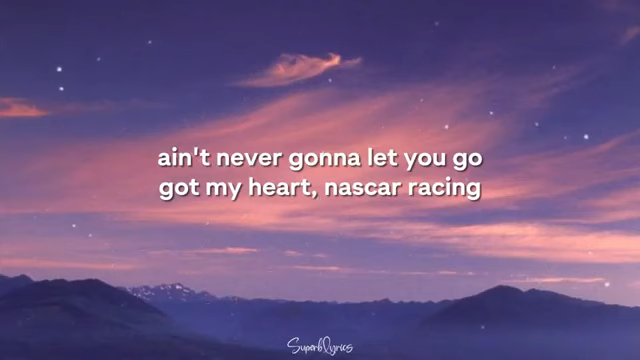 ain't never gonna let you go
got my heart, nascar racing
Superblyrics